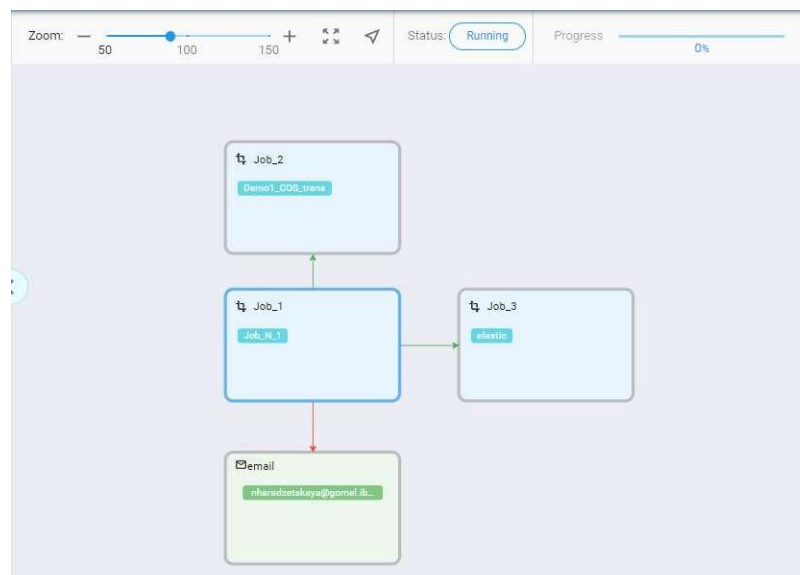 Zoom: 50 100 150
Status: Running
Progress 0%
Job_2
Demo1_COS_trans
Job_1
Job_N_1
Job_3
elastic
email
nharadzetskaya@gomel.ib...